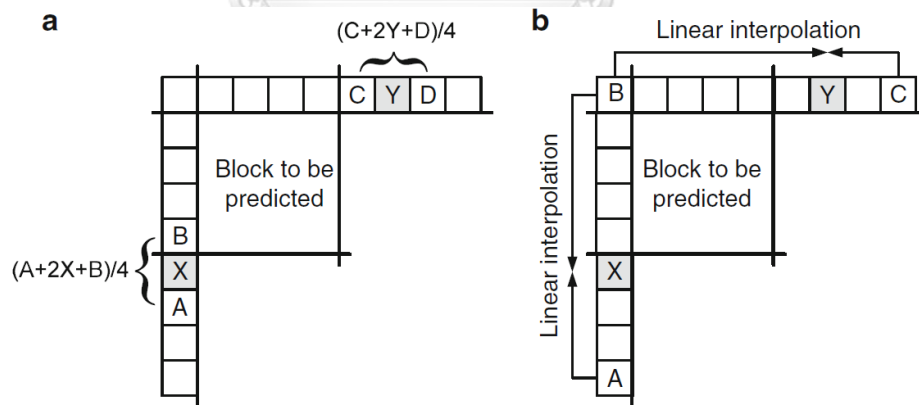 a
(C+2Y+D)/4
C Y D
Block to be
predicted
B
(A+2X+B)/4
X
A
b
Linear interpolation
B
Y
C
Linear interpolation
Block to be
predicted
X
A